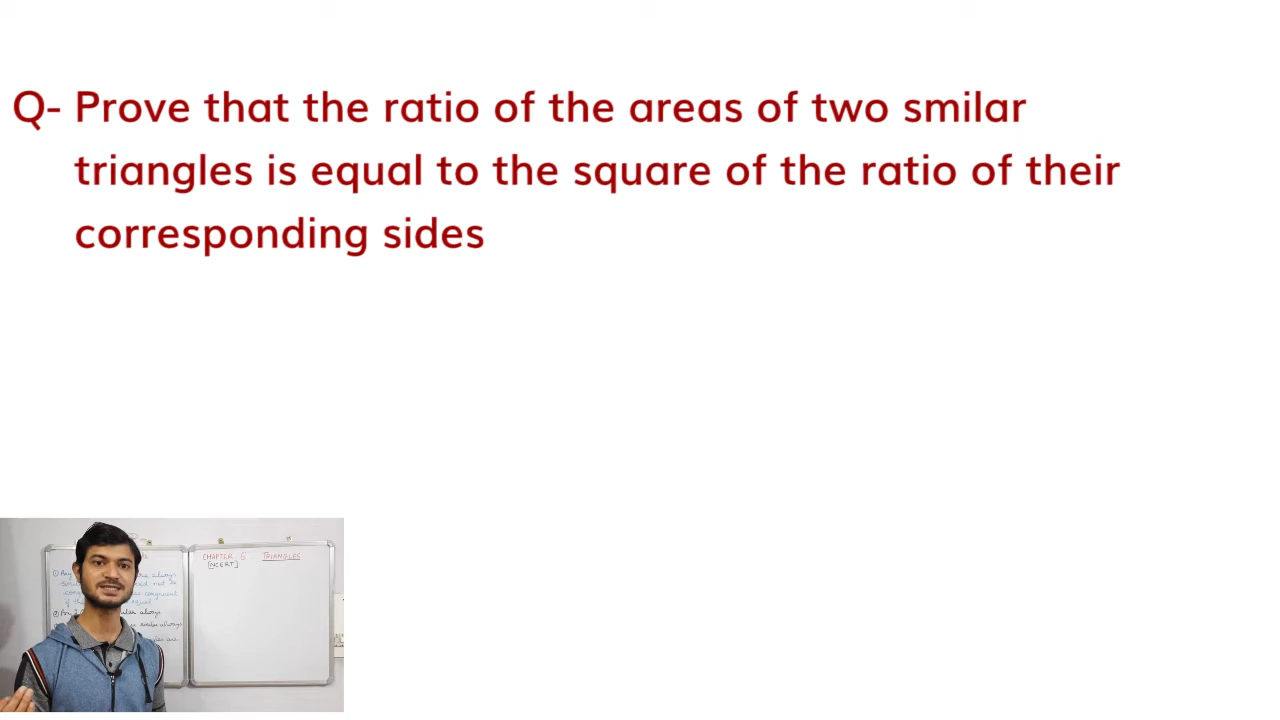 Q- Prove that the ratio of the areas of two smilar
triangles is equal to the square of the ratio of their
corresponding sides
CHAPTER 6 TRIANGLES
[NCERT]